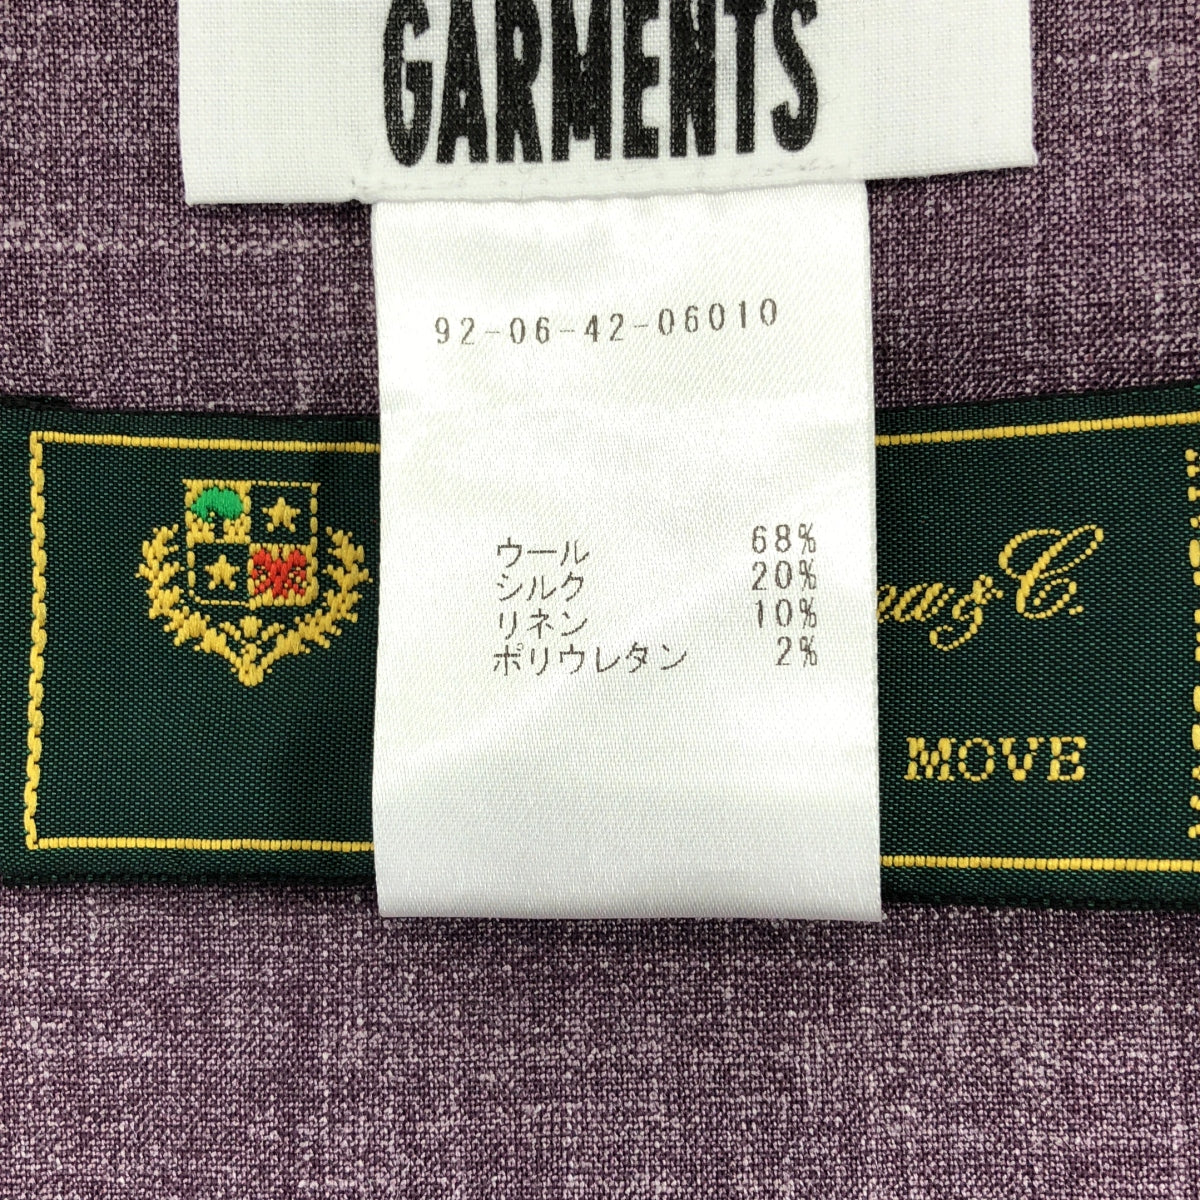 GARMENTS
92-06-42-06010
ウール 68%
シルク 20%
リネン 10%
ポリウレタン 2%
& C.
MOVE